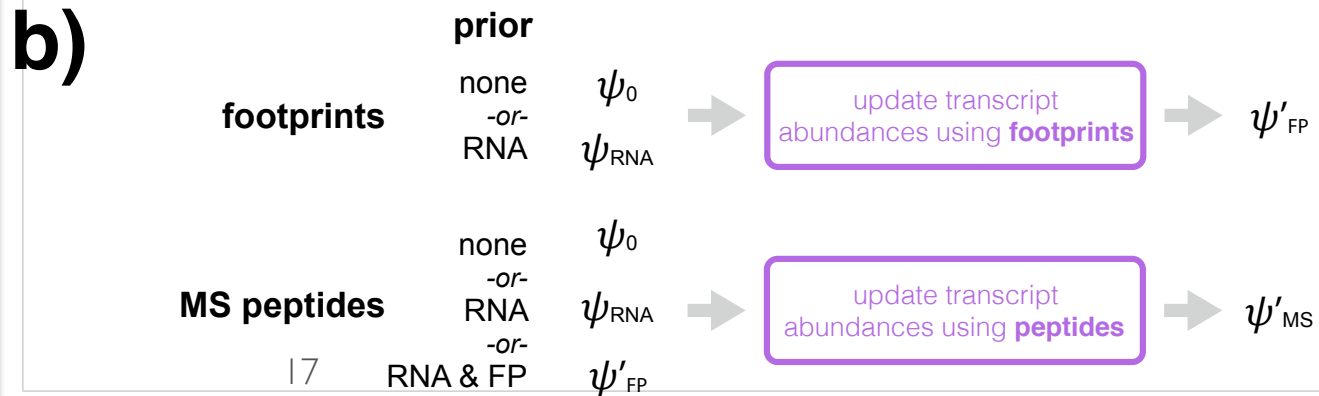 b)
prior
none ψ0
-or-
footprints
RNA ψRNA
update transcript
abundances using footprints
ψ′FP
none ψ0
-or-
MS peptides
RNA ψRNA
-or-
RNA & FP ψ′FP
update transcript
abundances using peptides
ψ′MS
17